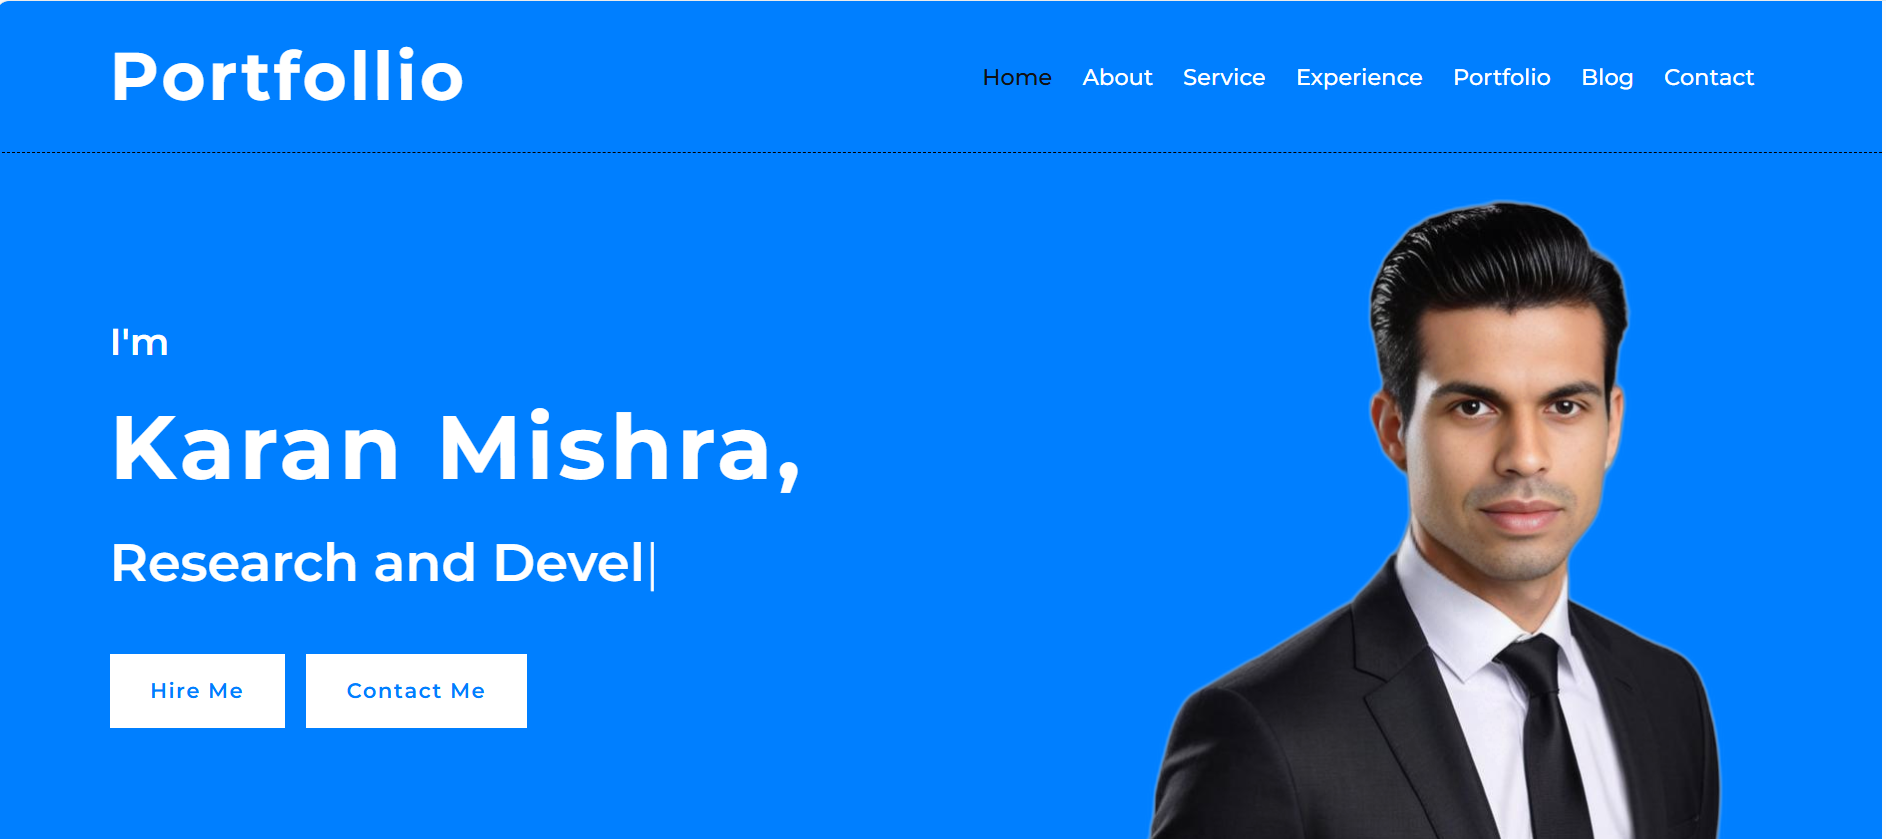 Portfollio
Home About Service Experience Portfolio Blog Contact
I'm
Karan Mishra,
Research and Devel|
Hire Me Contact Me